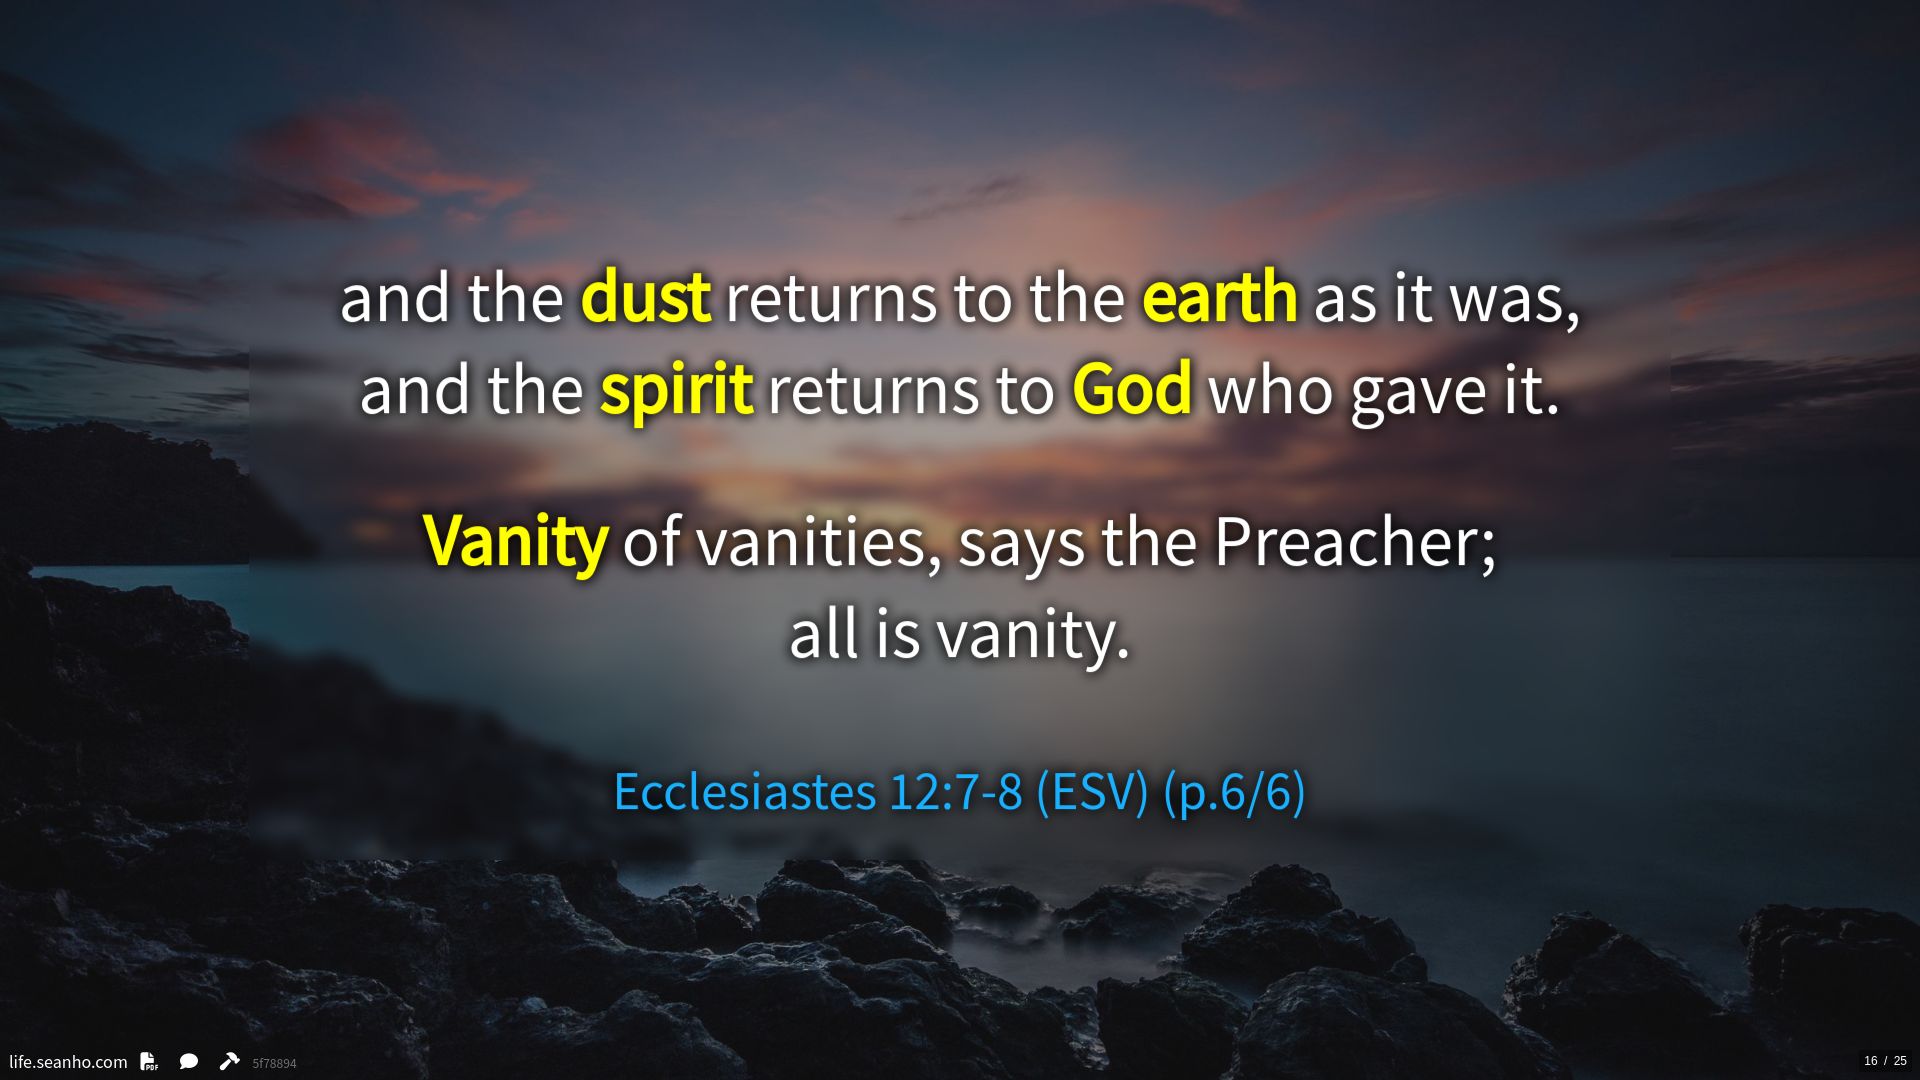 and the dust returns to the earth as it was,
and the spirit returns to God who gave it.
Vanity of vanities, says the Preacher;
all is vanity.
Ecclesiastes 12:7-8 (ESV) (p.6/6)
life.seanho.com PDF 5f78894
16 / 25